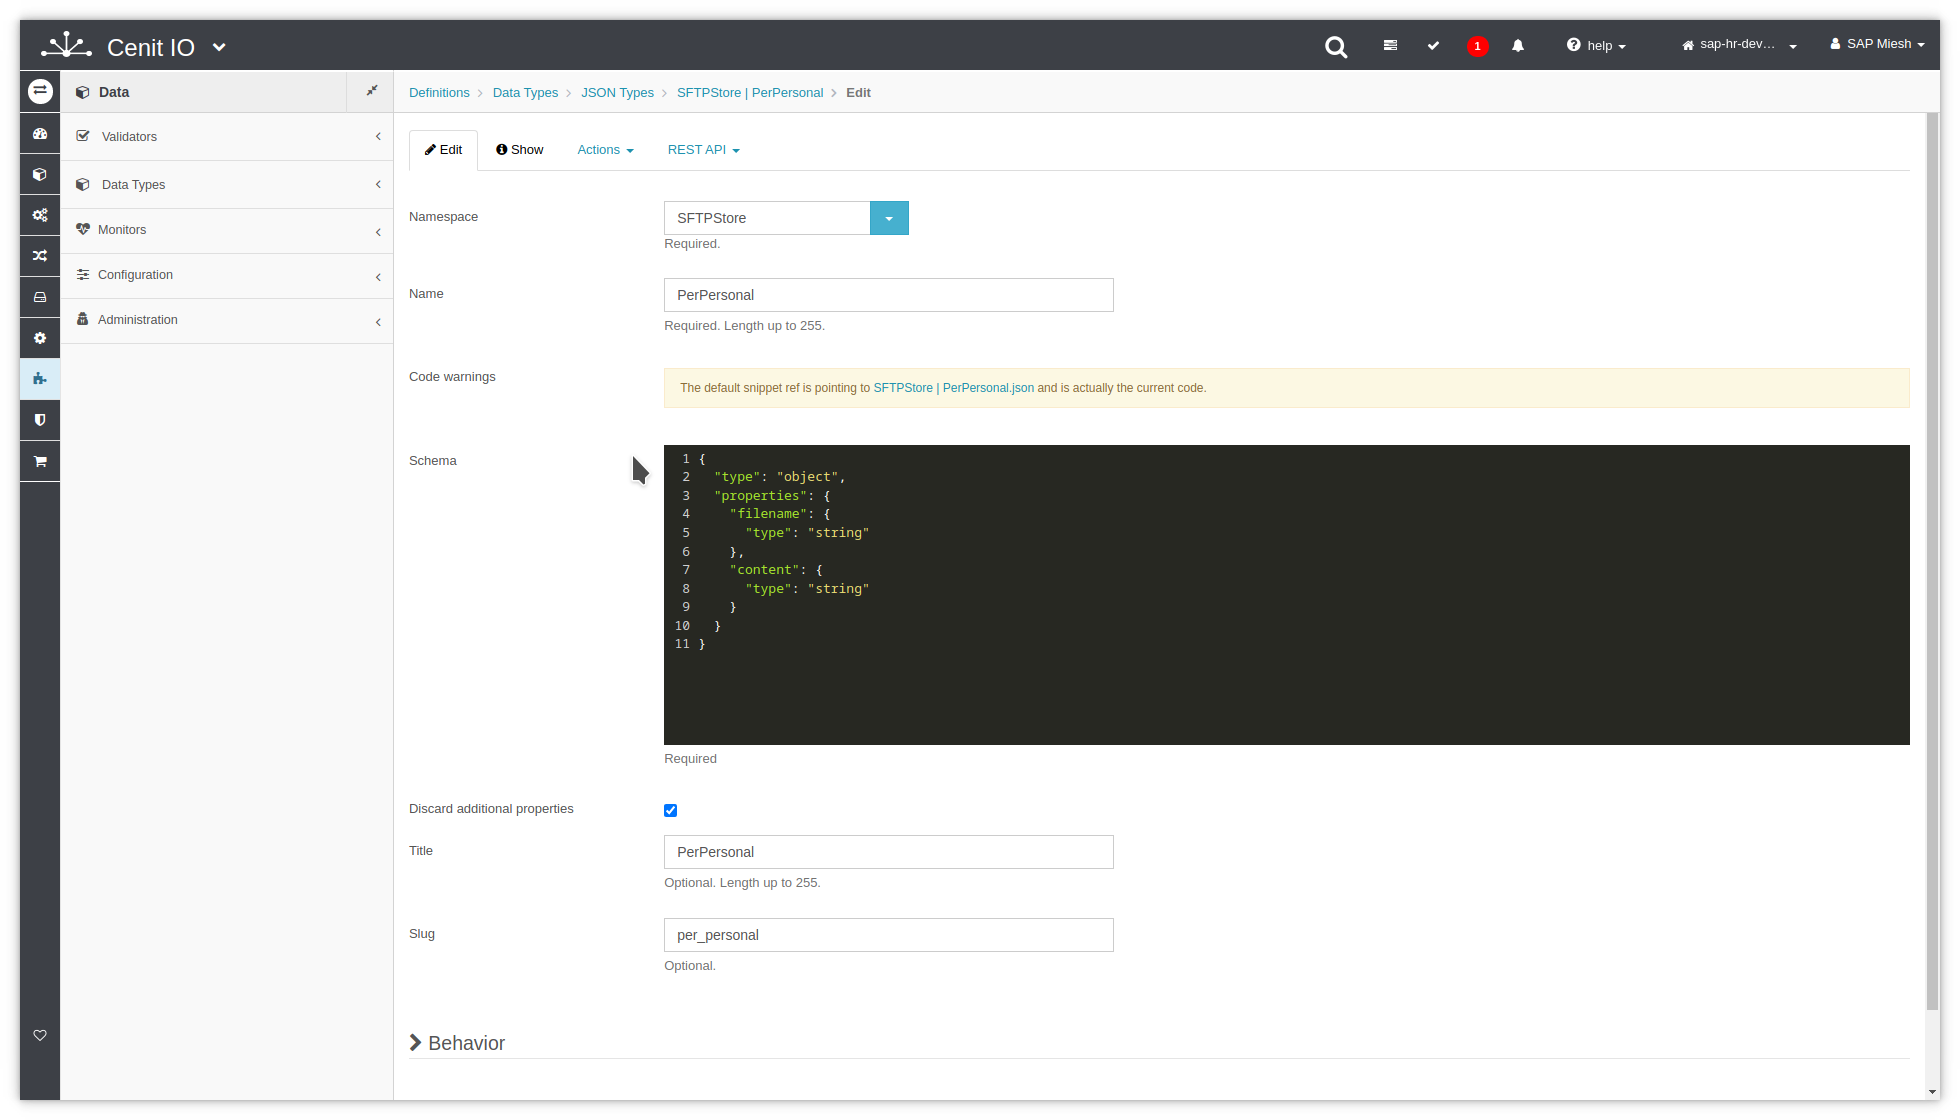 Cenit IO
1
help
sap-hr-dev...
SAP Miesh
Data
Definitions
Data Types
JSON Types
SFTPStore | PerPersonal
Edit
Validators
Data Types
Monitors
Configuration
Administration
Edit
Show
Actions
REST API
Namespace
SFTPStore
Required.
Name
PerPersonal
Required. Length up to 255.
Code warnings
The default snippet ref is pointing to SFTPStore | PerPersonal.json and is actually the current code.
Schema
1 {
2 "type": "object",
3 "properties": {
4 "filename": {
5 "type": "string"
6 },
7 "content": {
8 "type": "string"
9 }
10 }
11 }
Required
Discard additional properties
Title
PerPersonal
Optional. Length up to 255.
Slug
per_personal
Optional.
Behavior